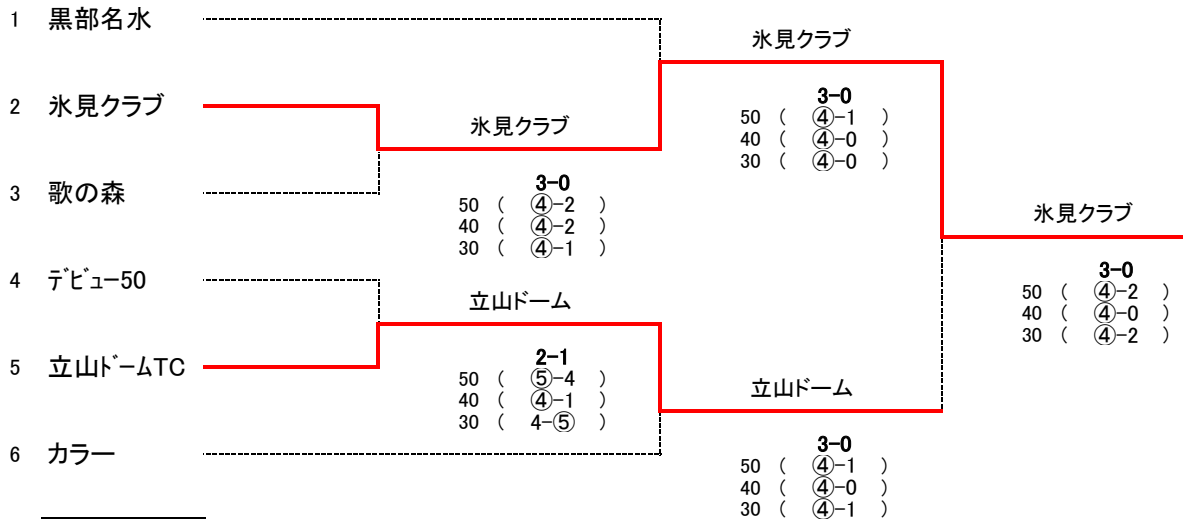 1 黒部名水
氷見クラブ
2 氷見クラブ
3-0
50 ( ④-1 )
40 ( ④-0 )
30 ( ④-0 )
氷見クラブ
3 歌の森
3-0
50 ( ④-2 )
40 ( ④-2 )
30 ( ④-1 )
氷見クラブ
4 ﾃﾞﾋﾞｭｰ50
立山ドーム
3-0
50 ( ④-2 )
40 ( ④-0 )
30 ( ④-2 )
5 立山ﾄﾞｰﾑTC
2-1
50 ( ⑤-4 )
40 ( ④-1 )
30 ( 4-⑤ )
立山ドーム
6 カラー
3-0
50 ( ④-1 )
40 ( ④-0 )
30 ( ④-1 )